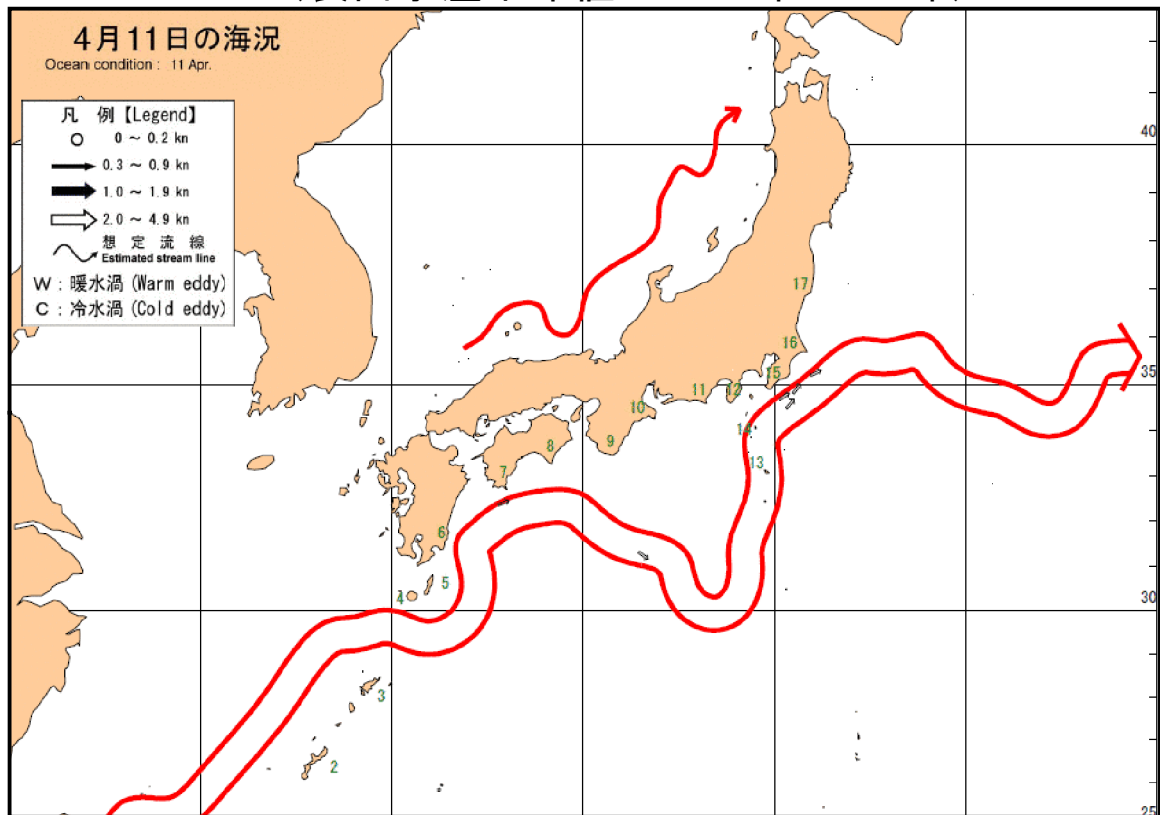 4月11日の海況
Ocean condition : 11 Apr.
凡 例【Legend】
0 ~ 0.2 kn
0.3 ~ 0.9 kn
1.0 ~ 1.9 kn
2.0 ~ 4.9 kn
想 定 流 線
Estimated stream line
W : 暖水渦 (Warm eddy)
C : 冷水渦 (Cold eddy)
40
17
16
35
15
12
11
10
14
9
8
13
7
6
5
4
30
3
2
25